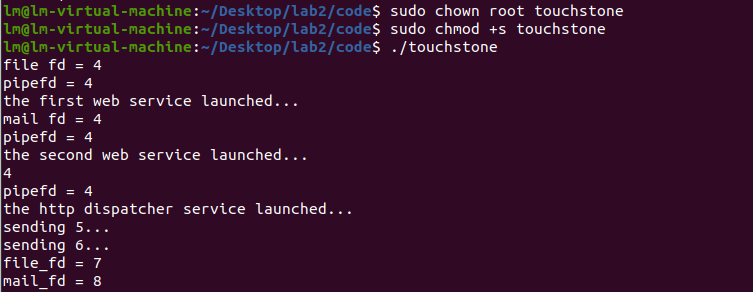 lm@lm-virtual-machine:~/Desktop/lab2/code$ sudo chown root touchstone
lm@lm-virtual-machine:~/Desktop/lab2/code$ sudo chmod +s touchstone
lm@lm-virtual-machine:~/Desktop/lab2/code$ ./touchstone
file fd = 4
pipefd = 4
the first web service launched...
mail fd = 4
pipefd = 4
the second web service launched...
4
pipefd = 4
the http dispatcher service launched...
sending 5...
sending 6...
file_fd = 7
mail_fd = 8